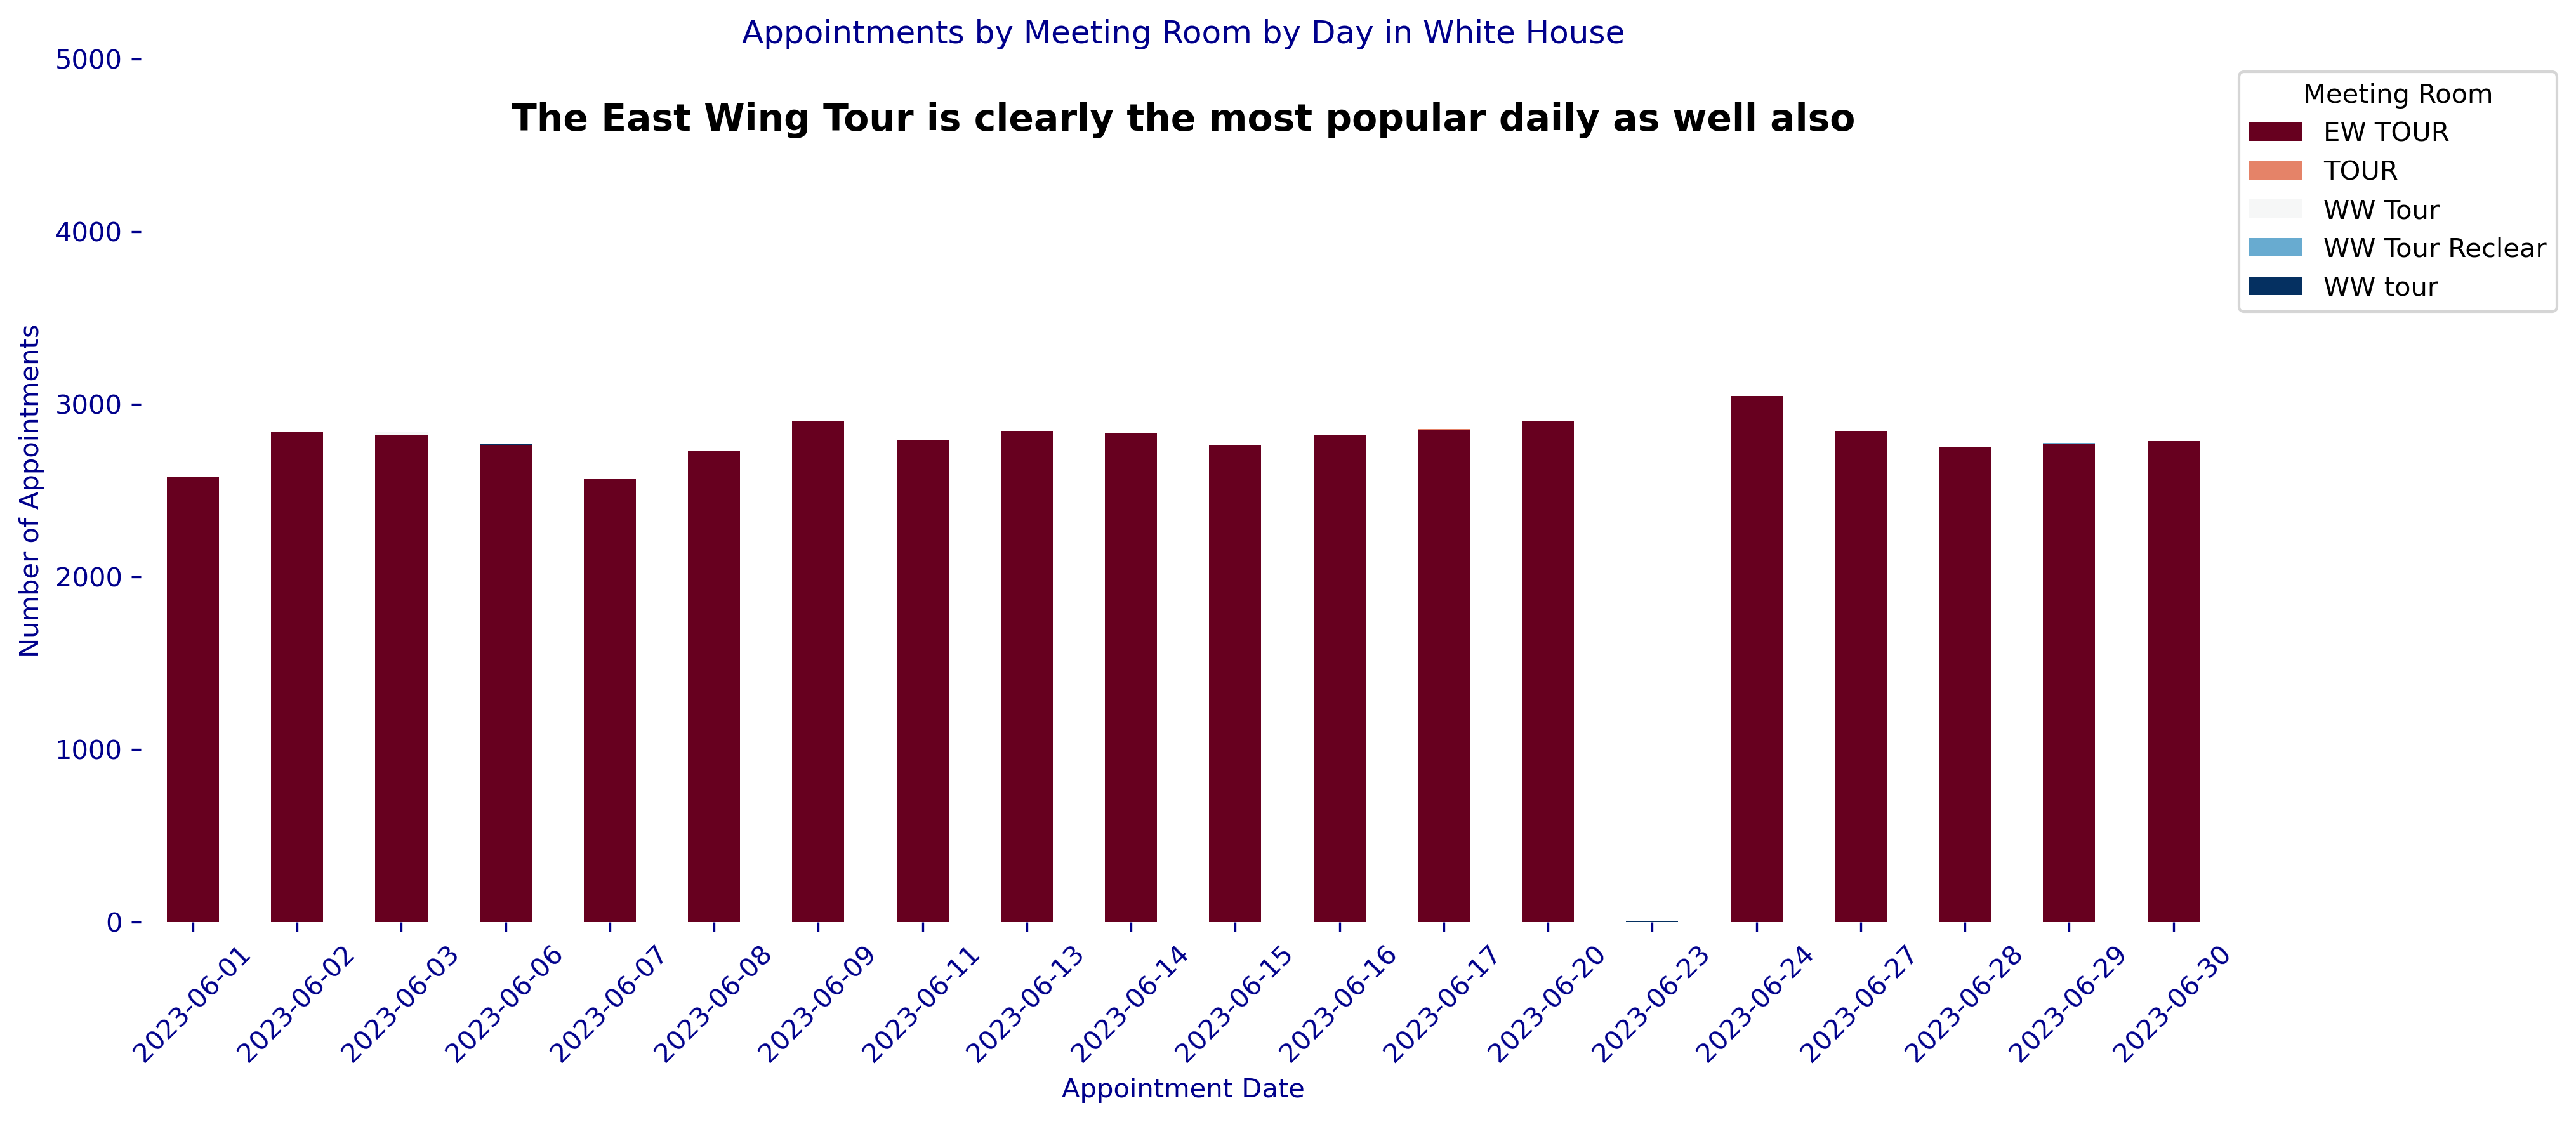 Appointments by Meeting Room by Day in White House
The East Wing Tour is clearly the most popular daily as well also
Meeting Room
EW TOUR
TOUR
WW Tour
WW Tour Reclear
WW tour
Number of Appointments
5000
4000
3000
2000
1000
0
2023-06-01
2023-06-02
2023-06-03
2023-06-06
2023-06-07
2023-06-08
2023-06-09
2023-06-11
2023-06-13
2023-06-14
2023-06-15
2023-06-16
2023-06-17
2023-06-20
2023-06-23
2023-06-24
2023-06-27
2023-06-28
2023-06-29
2023-06-30
Appointment Date